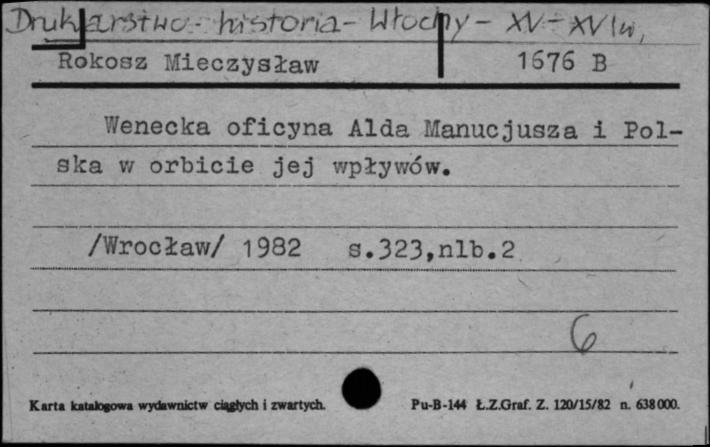 Drukarstwo - historia - Włochy - XV - XVI w,
Rokosz Mieczysław 1676 B
Wenecka oficyna Alda Manucjusza i Pol-
ska w orbicie jej wpływów.
/Wrocław/ 1982 s.323,nlb.2
6
Karta katalogowa wydawnictw ciągłych i zwartych. Pu-B-144 Ł.Z.Graf. Z. 120/15/82 n. 638000.